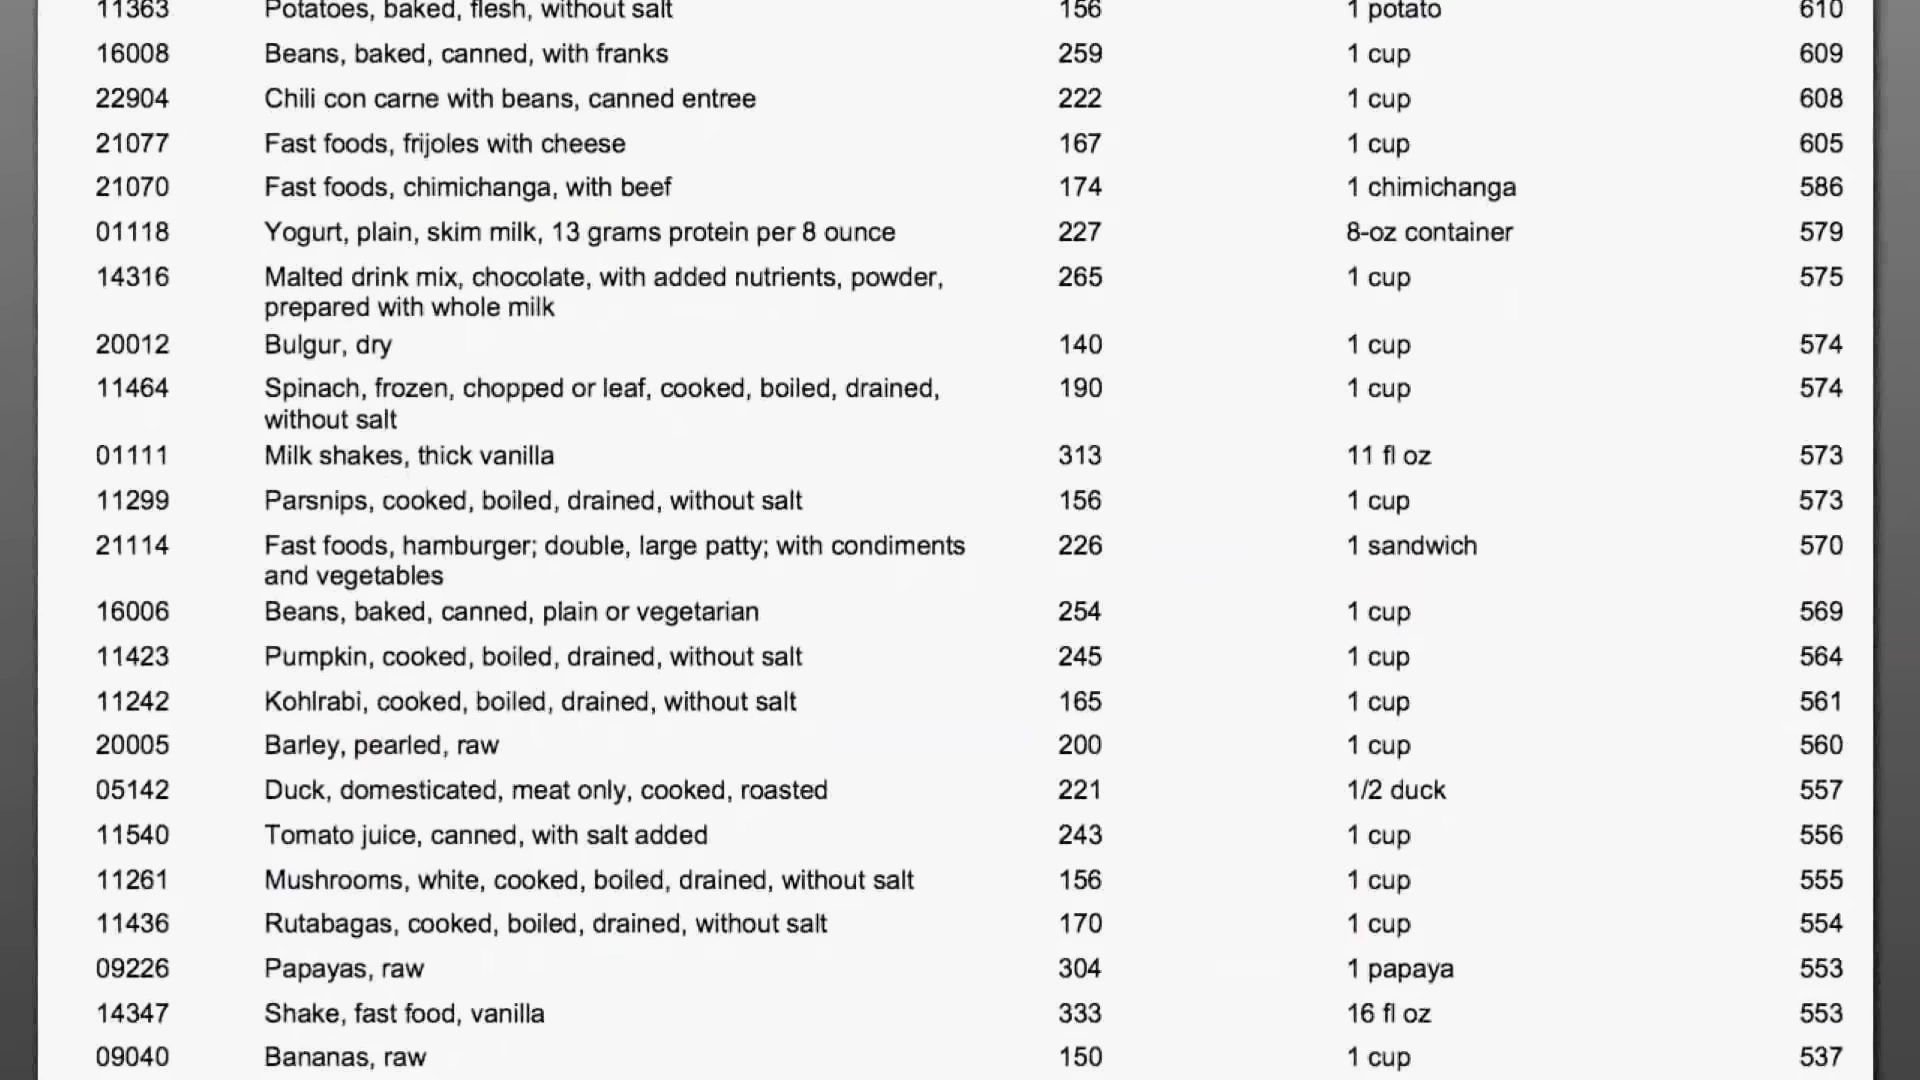 11363 Potatoes, baked, flesh, without salt 156 1 potato 610
16008 Beans, baked, canned, with franks 259 1 cup 609
22904 Chili con carne with beans, canned entree 222 1 cup 608
21077 Fast foods, frijoles with cheese 167 1 cup 605
21070 Fast foods, chimichanga, with beef 174 1 chimichanga 586
01118 Yogurt, plain, skim milk, 13 grams protein per 8 ounce 227 8-oz container 579
14316 Malted drink mix, chocolate, with added nutrients, powder, 265 1 cup 575
prepared with whole milk
20012 Bulgur, dry 140 1 cup 574
11464 Spinach, frozen, chopped or leaf, cooked, boiled, drained, 190 1 cup 574
without salt
01111 Milk shakes, thick vanilla 313 11 fl oz 573
11299 Parsnips, cooked, boiled, drained, without salt 156 1 cup 573
21114 Fast foods, hamburger; double, large patty; with condiments 226 1 sandwich 570
and vegetables
16006 Beans, baked, canned, plain or vegetarian 254 1 cup 569
11423 Pumpkin, cooked, boiled, drained, without salt 245 1 cup 564
11242 Kohlrabi, cooked, boiled, drained, without salt 165 1 cup 561
20005 Barley, pearled, raw 200 1 cup 560
05142 Duck, domesticated, meat only, cooked, roasted 221 1/2 duck 557
11540 Tomato juice, canned, with salt added 243 1 cup 556
11261 Mushrooms, white, cooked, boiled, drained, without salt 156 1 cup 555
11436 Rutabagas, cooked, boiled, drained, without salt 170 1 cup 554
09226 Papayas, raw 304 1 papaya 553
14347 Shake, fast food, vanilla 333 16 fl oz 553
09040 Bananas, raw 150 1 cup 537